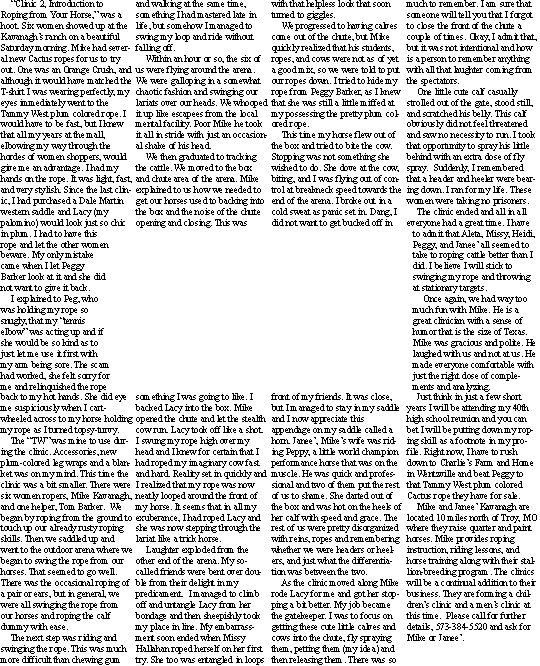 "Clinic 2, Introduction to
Roping from Your Horse," was a
hoot. Six women showed up at the
Kavanagh's ranch on a beautiful
Saturday morning. Mike had sever-
al new Cactus ropes for us to try
out. One was an Orange Crush, and
although it would have matched the
T-shirt I was wearing perfectly, my
eyes immediately went to the
Tammy West plum colored rope. I
would have to be fast, but I knew
that all my years at the mall,
elbowing my way through the
hordes of women shoppers, would
give me an advantage. I had my
hands on the rope. It was light, fast,
and very stylish. Since the last clin-
ic, I had purchased a Dale Martin
western saddle and Lacy (my
palomino) would look just so chic
in plum. I had to have this
rope and let the other women
beware. My only mistake
came when I let Peggy
Barker look at it and she did
not want to give it back.
I explained to Peg, who
was holding my rope so
snugly, that my "tennis
elbow" was acting up and if
she would be so kind as to
just let me use it first with
my arm being sore. The scam
had worked, she felt sorry for
me and relinquished the rope
back to my hot hands. She did eye
me suspiciously when I cart-
wheeled across to my horse holding
my rope as I turned topsy-turvy.
The "TW" was mine to use dur-
ing the clinic. Accessories, new
plum-colored leg wraps and a blan-
ket was on my mind. This time the
clinic was a bit smaller. There were
six women ropers, Mike Kavanagh,
and one helper, Tom Barker. We
began by roping from the ground to
touch up our already rusty roping
skills. Then we saddled up and
went to the outdoor arena where we
began to swing the rope from our
horses. That seemed to go well.
There was the occasional roping of
a pair or ears, but in general, we
were all swinging the rope from
our horses and roping the calf
dummy with ease.
The next step was riding and
swinging the rope. This was much
more difficult than chewing gum
and walking at the same time,
something I had mastered late in
life, but somehow I managed to
swing my loop and ride without
falling off.
Within an hour or so, the six of
us were flying around the arena.
We were galloping in a somewhat
chaotic fashion and swinging our
lariats over our heads. We whooped
it up like escapees from the local
mental facility. Poor Mike he took
it all in stride with just an occasion-
al shake of his head.
We then graduated to tracking
the cattle. We moved to the box
and chute area of the arena. Mike
explained to us how we needed to
get our horses used to backing into
the box and the noise of the chute
opening and closing. This was
something I was going to like. I
backed Lacy into the box. Mike
opened the chute and let the stealth
cow run. Lacy took off like a shot.
I swung my rope high over my
head and I knew for certain that I
had roped my imaginary cow fast
and hard. Reality set in quickly and
I realized that my rope was now
neatly looped around the front of
my horse. It seems that in all my
exuberance, I had roped Lacy and
she was now stepping through the
lariat like a trick horse.
Laughter exploded from the
other end of the arena. My so-
called friends were bent over dou-
ble from their delight in my
predicament. I managed to climb
off and untangle Lacy from her
bondage and then sheepishly took
my place in line. My embarrass-
ment soon ended when Missy
Hallahan roped herself on her first
try. She too was entangled in loops
with that helpless look that soon
turned to giggles.
We progressed to having calves
come out of the chute, but Mike
quickly realized that his students,
ropes, and cows were not as of yet
a good mix, so we were told to put
our ropes down. I tried to hide my
rope from Peggy Barker, as I knew
that she was still a little miffed at
my possessing the pretty plum col-
ored rope.
This time my horse flew out of
the box and tried to bite the cow.
Stopping was not something she
wished to do. She dove at the cow,
biting, and I was flying out of con-
trol at breakneck speed towards the
end of the arena. I broke out in a
cold sweat as panic set in. Dang, I
did not want to get bucked off in
front of my friends. It was close,
but I managed to stay in my saddle
and I now appreciate this
appendage on my saddle called a
horn. Janee', Mike's wife was rid-
ing Peppy, a little world champion
performance horse that was on the
muscle. He was quick and profes-
sional and two of them put the rest
of us to shame. She darted out of
the box and was hot on the heels of
her calf with speed and grace. The
rest of us were pretty disorganized
with reins, ropes and remembering
whether we were headers or heel-
ers, and just what the differentia-
tion was between the two.
As the clinic moved along Mike
rode Lacy for me and got her stop-
ping a bit better. My job became
the gatekeeper. I was to focus on
getting these cute little calves and
cows into the chute, fly spraying
them, petting them (my idea) and
then releasing them. There was so
much to remember. I am sure that
someone will tell you that I forgot
to close the front of the chute a
couple of times. Okay, I admit that,
but it was not intentional and how
is a person to remember anything
with all that laughter coming from
the spectators.
One little cute calf casually
strolled out of the gate, stood still,
and scratched his belly. This calf
obviously did not feel threatened
and saw no necessity to run. I took
that opportunity to spray his little
behind with an extra dose of fly
spray. Suddenly, I remembered
that a header and heeler were bear-
ing down. I ran for my life. These
women were taking no prisoners.
The clinic ended and all in all
everyone had a great time. I have
to admit that Aleta, Missy, Heidi,
Peggy, and Janee' all seemed to
take to roping cattle better than I
did. I believe I will stick to
swinging my rope and throwing
at stationary targets.
Once again, we had way too
much fun with Mike. He is a
great clinician with a sense of
humor that is the size of Texas.
Mike was gracious and polite. He
laughed with us and not at us. He
made everyone comfortable with
just the right dose of comple-
ments and analyzing.
Just think in just a few short
years I will be attending my 40th
high school reunion and you can
bet I will be putting down my rop-
ing skill as a footnote in my pro-
file. Right now, I have to rush
down to Charlie's Farm and Home
in Wentzville and beat Peggy to
that Tammy West plum colored
Cactus rope they have for sale.
Mike and Janee' Kavanagh are
located 10 miles north of Troy, MO
where they raise quarter and paint
horses. Mike provides roping
instruction, riding lessons, and
horse training along with their stal-
lion breeding program. The clinics
will be a continual addition to their
business. They are forming a chil-
dren's clinic and a men's clinic at
this time. Please call for further
details, 573-384-5520 and ask for
Mike or Janee'.